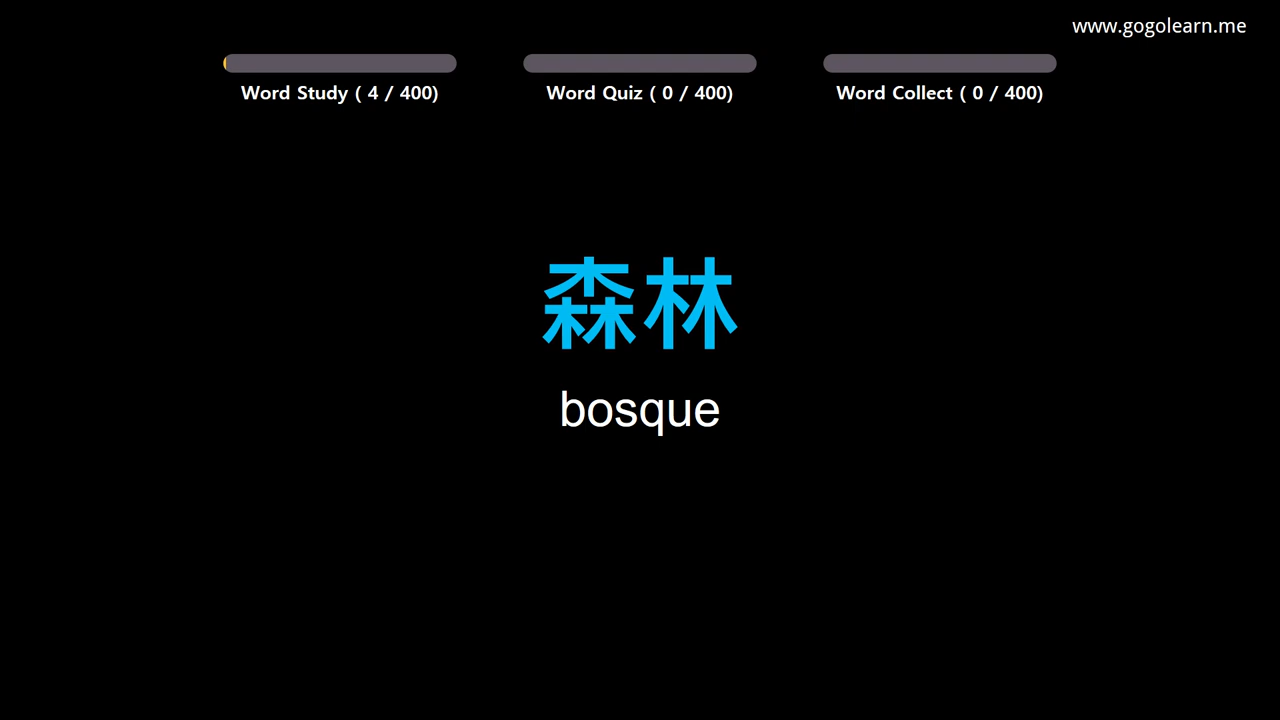 www.gogolearn.me
Word Study ( 4 / 400)
Word Quiz ( 0 / 400)
Word Collect ( 0 / 400)
森林
bosque